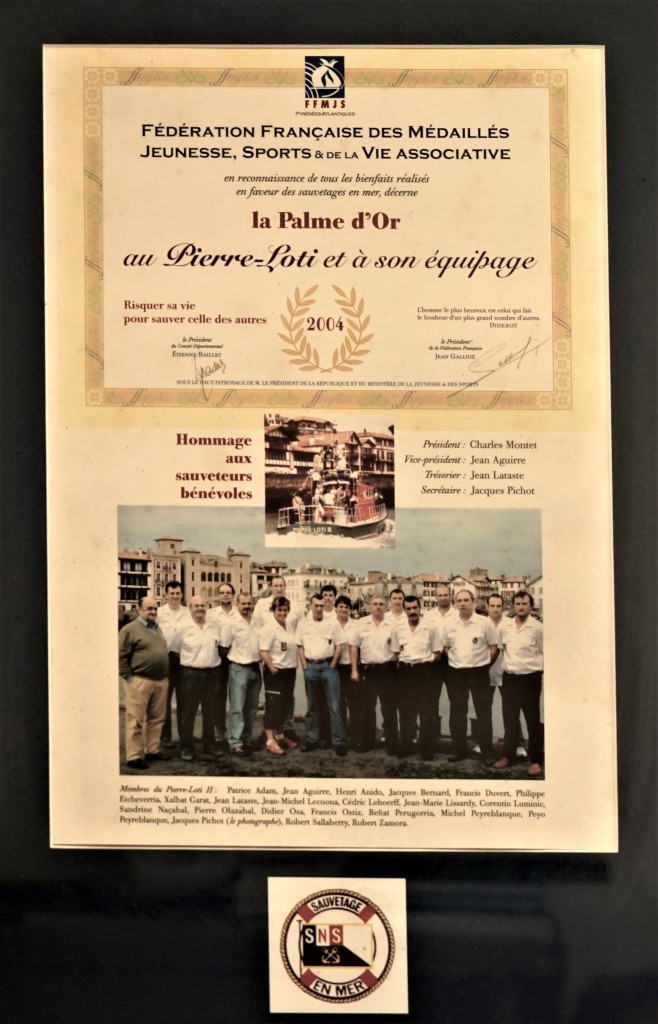 FFMJS
PYRÉNÉES-ATLANTIQUES
FÉDÉRATION FRANÇAISE DES MÉDAILLÉS
JEUNESSE, SPORTS & DE LA VIE ASSOCIATIVE
en reconnaissance de tous les bienfaits réalisés
en faveur des sauvetages en mer, décerne
la Palme d'Or
au Pierre-Loti et à son équipage
Risquer sa vie
pour sauver celle des autres
2004
L'homme le plus heureux est celui qui fait
le bonheur d'un plus grand nombre d'autres.
DIDEROT
le Président
du Comité Départemental
ÉTIENNE BAILLET
le Président
de la Fédération Française
JEAN GALLIOZ
SOUS LE HAUT PATRONAGE DE M. LE PRÉSIDENT DE LA RÉPUBLIQUE ET DU MINISTÈRE DE LA JEUNESSE & DES SPORTS
Hommage
aux
sauveteurs
bénévoles
PIERRE LOTI II
Président : Charles Montet
Vice-président : Jean Aguirre
Trésorier : Jean Lataste
Secrétaire : Jacques Pichot
Membres du Pierre-Loti II : Patrice Adam, Jean Aguirre, Henri Anido, Jacques Bernard, Francis Duvert, Philippe
Etcheverria, Xalbat Garat, Jean Lataste, Jean-Michel Lecuona, Cédric Lehoerff, Jean-Marie Lissardy, Corentin Luminic,
Sandrine Naçabal, Pierre Olazabal, Didier Osa, Francis Ostiz, Beñat Perugorria, Michel Peyreblanque, Peyo
Peyreblanque, Jacques Pichot (le photographe), Robert Sallaberry, Robert Zamora.
SAUVETAGE
SNS
EN MER